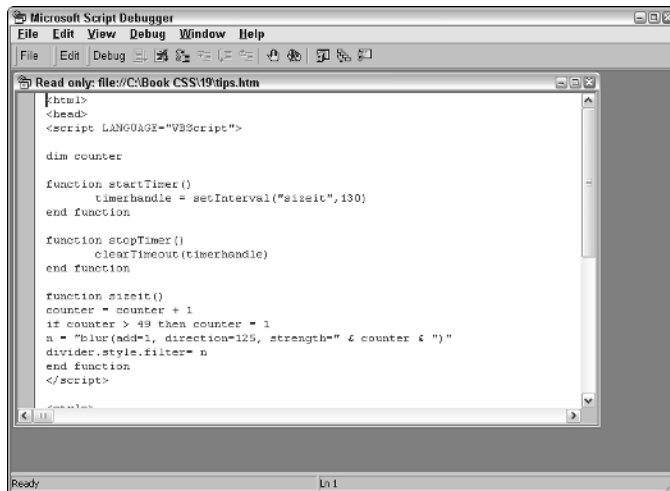 Microsoft Script Debugger
File Edit View Debug Window Help
File Edit Debug
Read only: file://C:\Book CSS\19\tips.htm
<html>
<head>
<script LANGUAGE="VBScript">
dim counter
function startTimer()
timerhandle = setInterval("sizeit",130)
end function
function stopTimer()
clearTimeout(timerhandle)
end function
function sizeit()
counter = counter + 1
if counter > 49 then counter = 1
n = "blur(add=1, direction=125, strength=" & counter & ")"
divider.style.filter= n
end function
</script>
<style>
Ready Ln 1